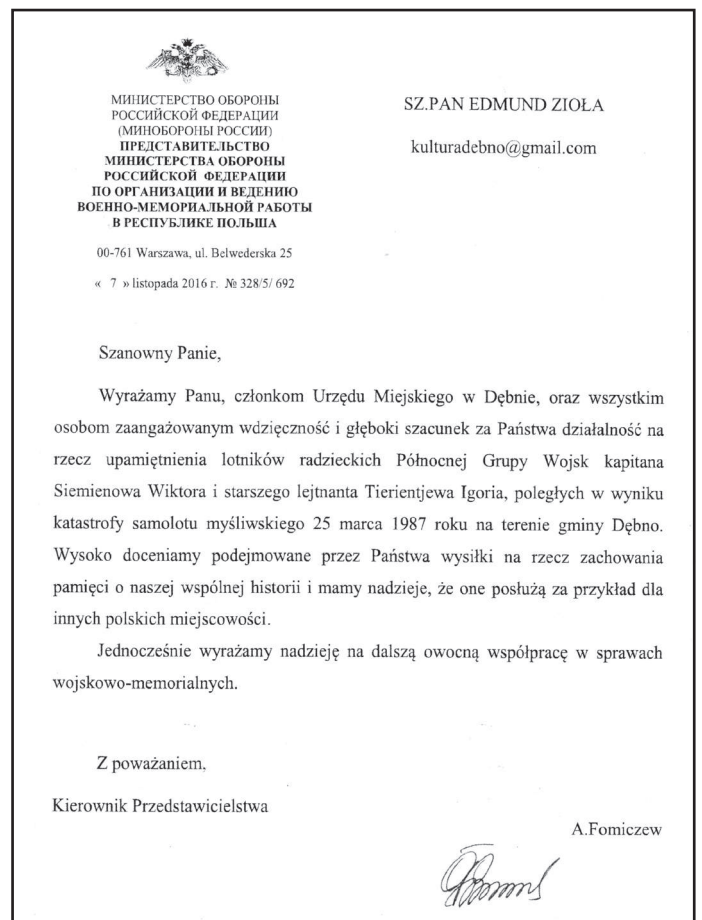 МИНИСТЕРСТВО ОБОРОНЫ
РОССИЙСКОЙ ФЕДЕРАЦИИ
(МИНОБОРОНЫ РОССИИ)
ПРЕДСТАВИТЕЛЬСТВО
МИНИСТЕРСТВА ОБОРОНЫ
РОССИЙСКОЙ ФЕДЕРАЦИИ
ПО ОРГАНИЗАЦИИ И ВЕДЕНИЮ
ВОЕННО-МЕМОРИАЛЬНОЙ РАБОТЫ
В РЕСПУБЛИКЕ ПОЛЬША
00-761 Warszawa, ul. Belwederska 25
« 7 » listopada 2016 г. № 328/5/ 692
SZ.PAN EDMUND ZIOŁA
kulturadebno@gmail.com
Szanowny Panie,
Wyrażamy Panu, członkom Urzędu Miejskiego w Dębnie, oraz wszystkim
osobom zaangażowanym wdzięczność i głęboki szacunek za Państwa działalność na
rzecz upamiętnienia lotników radzieckich Północnej Grupy Wojsk kapitana
Siemienowa Wiktora i starszego lejtnanta Tierientjewa Igoria, poległych w wyniku
katastrofy samolotu myśliwskiego 25 marca 1987 roku na terenie gminy Dębno.
Wysoko doceniamy podejmowane przez Państwa wysiłki na rzecz zachowania
pamięci o naszej wspólnej historii i mamy nadzieje, że one posłużą za przykład dla
innych polskich miejscowości.
Jednocześnie wyrażamy nadzieję na dalszą owocną współpracę w sprawach
wojskowo-memorialnych.
Z poważaniem,
Kierownik Przedstawicielstwa
A.Fomiczew